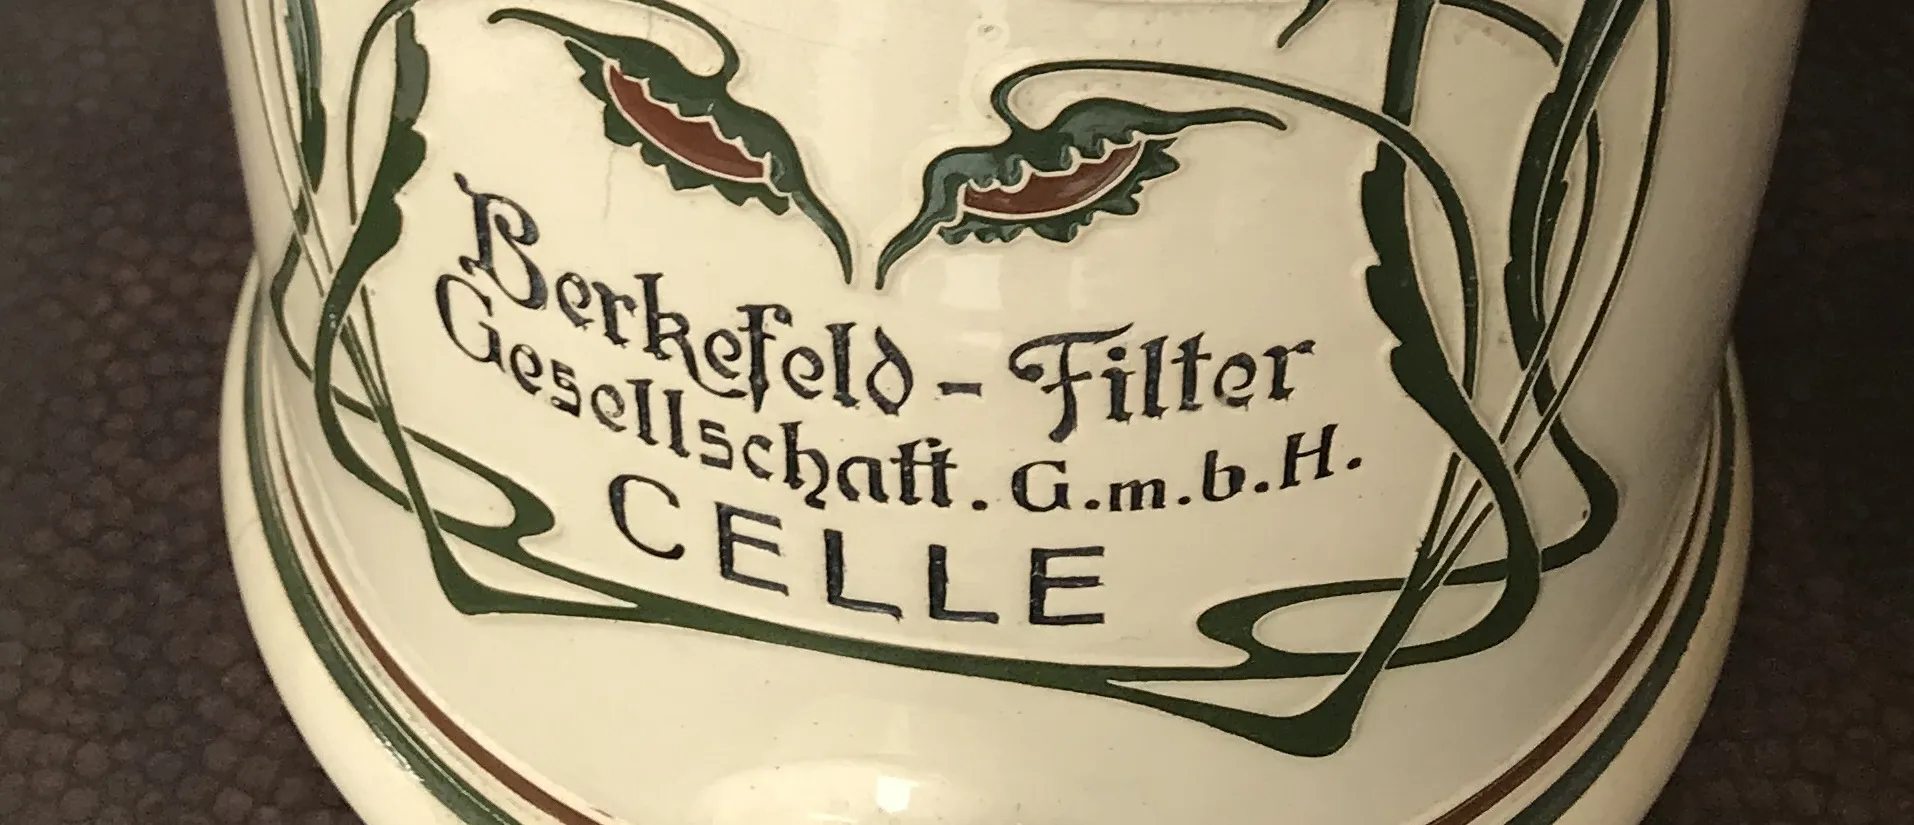 Berkefeld - Filter
Gesellschaft. G.m.b.H.
CELLE